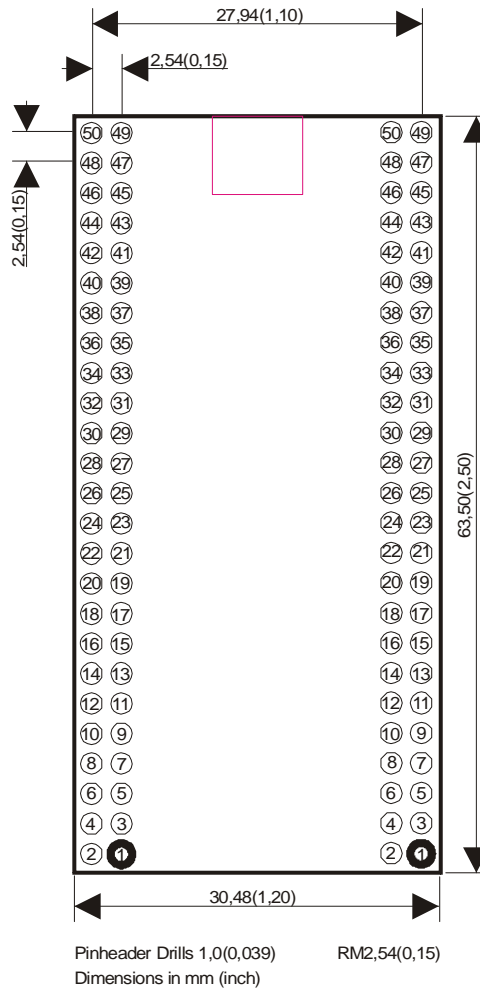 27,94(1,10)
2,54(0,15)
2,54(0,15)
50 49 50 49
48 47 48 47
46 45 46 45
44 43 44 43
42 41 42 41
40 39 40 39
38 37 38 37
36 35 36 35
34 33 34 33
32 31 32 31
30 29 30 29
28 27 28 27
26 25 26 25
24 23 24 23
22 21 22 21
20 19 20 19
18 17 18 17
16 15 16 15
14 13 14 13
12 11 12 11
10 9 10 9
8 7 8 7
6 5 6 5
4 3 4 3
2 1 2 1
63,50(2,50)
30,48(1,20)
Pinheader Drills 1,0(0,039) RM2,54(0,15)
Dimensions in mm (inch)